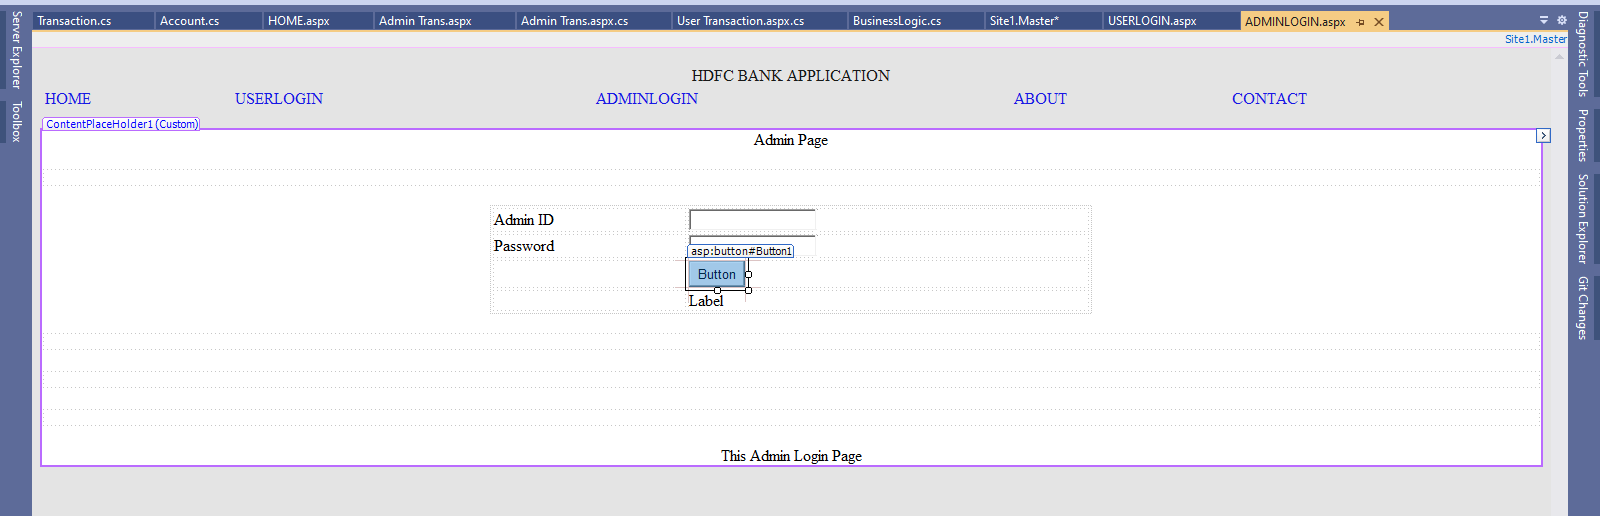 Transaction.cs Account.cs HOME.aspx Admin Trans.aspx Admin Trans.aspx.cs User Transaction.aspx.cs BusinessLogic.cs Site1.Master* USERLOGIN.aspx ADMINLOGIN.aspx
Site1.Master
Server Explorer
Toolbox
HDFC BANK APPLICATION
HOME USERLOGIN ADMINLOGIN ABOUT CONTACT
ContentPlaceHolder1 (Custom)
Admin Page
Admin ID
Password
asp:button#Button1
Button
Label
This Admin Login Page
Diagnostic Tools
Properties
Solution Explorer
Git Changes